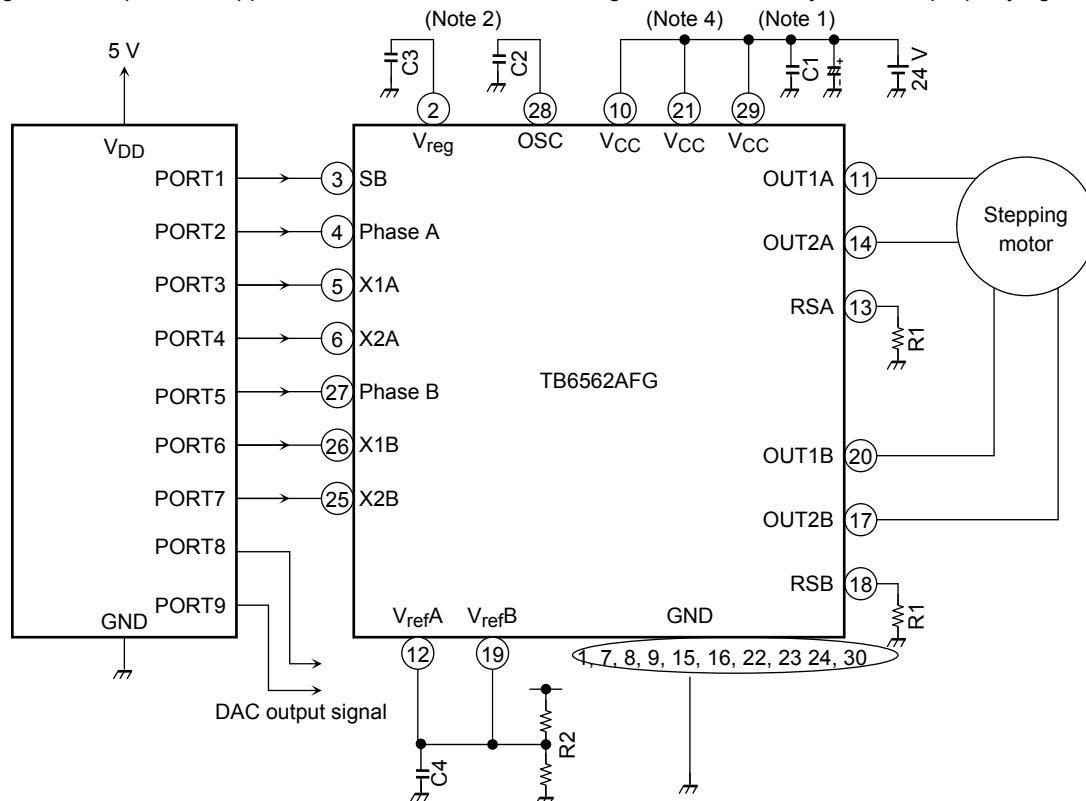 5 V
(Note 2)
(Note 4)
(Note 1)
C3
C2
C1
24 V
2
28
10
21
29
VDD
Vreg
OSC
VCC
VCC
VCC
PORT1
3
SB
OUT1A
11
PORT2
4
Phase A
OUT2A
14
Stepping
motor
PORT3
5
X1A
RSA
13
R1
PORT4
6
X2A
TB6562AFG
PORT5
27
Phase B
PORT6
26
X1B
OUT1B
20
PORT7
25
X2B
OUT2B
17
PORT8
RSB
18
R1
PORT9
GND
VrefA
VrefB
GND
12
19
1, 7, 8, 9, 15, 16, 22, 23 24, 30
DAC output signal
R2
C4